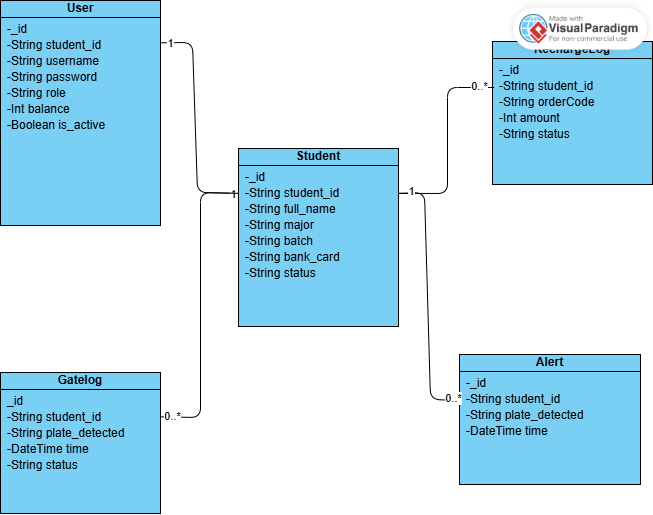 User
-_id
-String student_id
-String username
-String password
-String role
-Int balance
-Boolean is_active
1
Made with
VisualParadigm
For non-commercial use
RechargeLog
-_id
-String student_id
-String orderCode
-Int amount
-String status
0..*
Student
-_id
-String student_id
-String full_name
-String major
-String batch
-String bank_card
-String status
1
1
Gatelog
_id
-String student_id
-String plate_detected
-DateTime time
-String status
0..*
Alert
-_id
-String student_id
-String plate_detected
-DateTime time
0..*